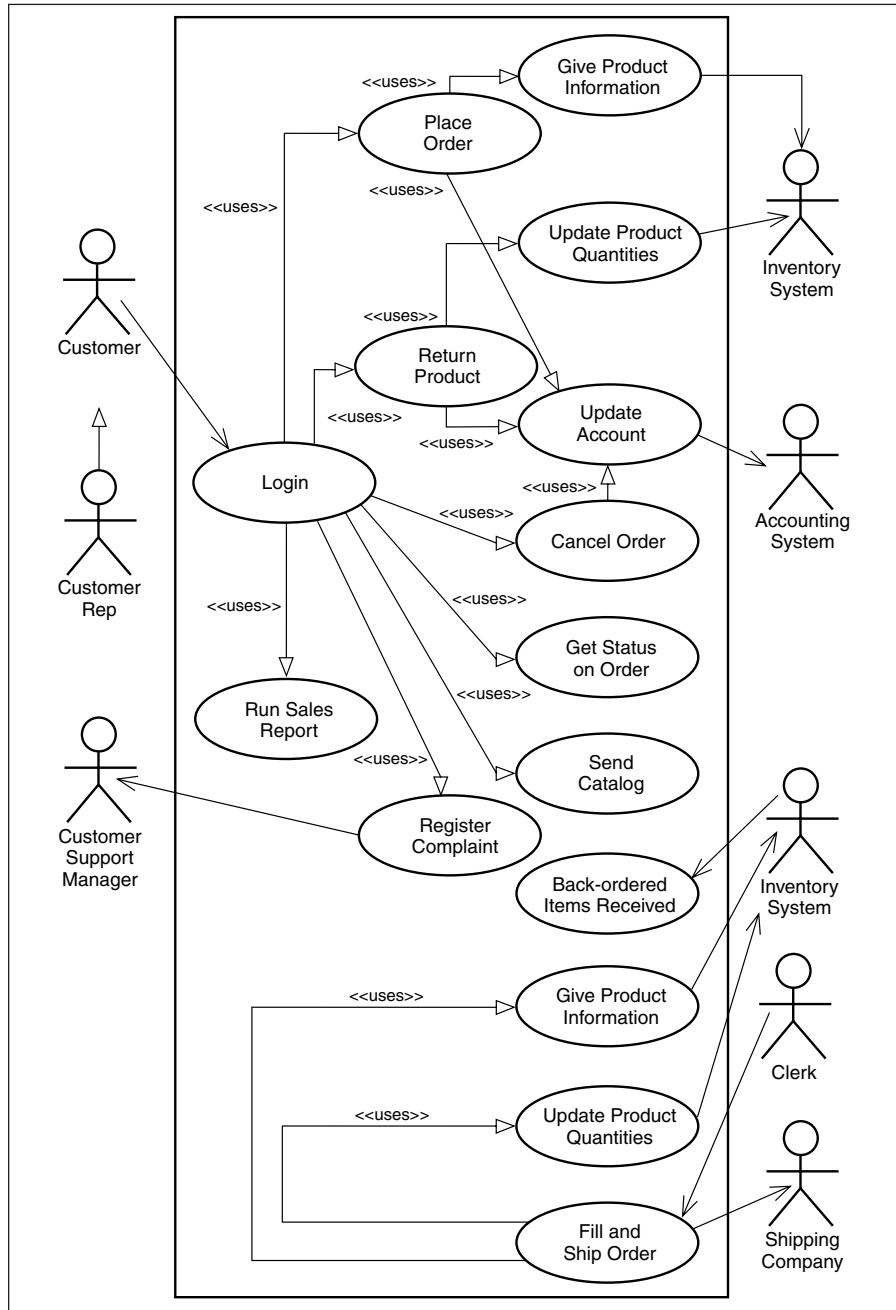 Give Product
Information
<<uses>>
Place
Order
<<uses>>
<<uses>>
Inventory
System
Update Product
Quantities
<<uses>>
Customer
Return
Product
<<uses>>
<<uses>>
Update
Account
Login
<<uses>>
<<uses>>
Cancel Order
Accounting
System
Customer
Rep
<<uses>>
<<uses>>
Get Status
on Order
Run Sales
Report
<<uses>>
<<uses>>
Send
Catalog
Customer
Support
Manager
Register
Complaint
Back-ordered
Items Received
Inventory
System
<<uses>>
Give Product
Information
Clerk
<<uses>>
Update Product
Quantities
Fill and
Ship Order
Shipping
Company